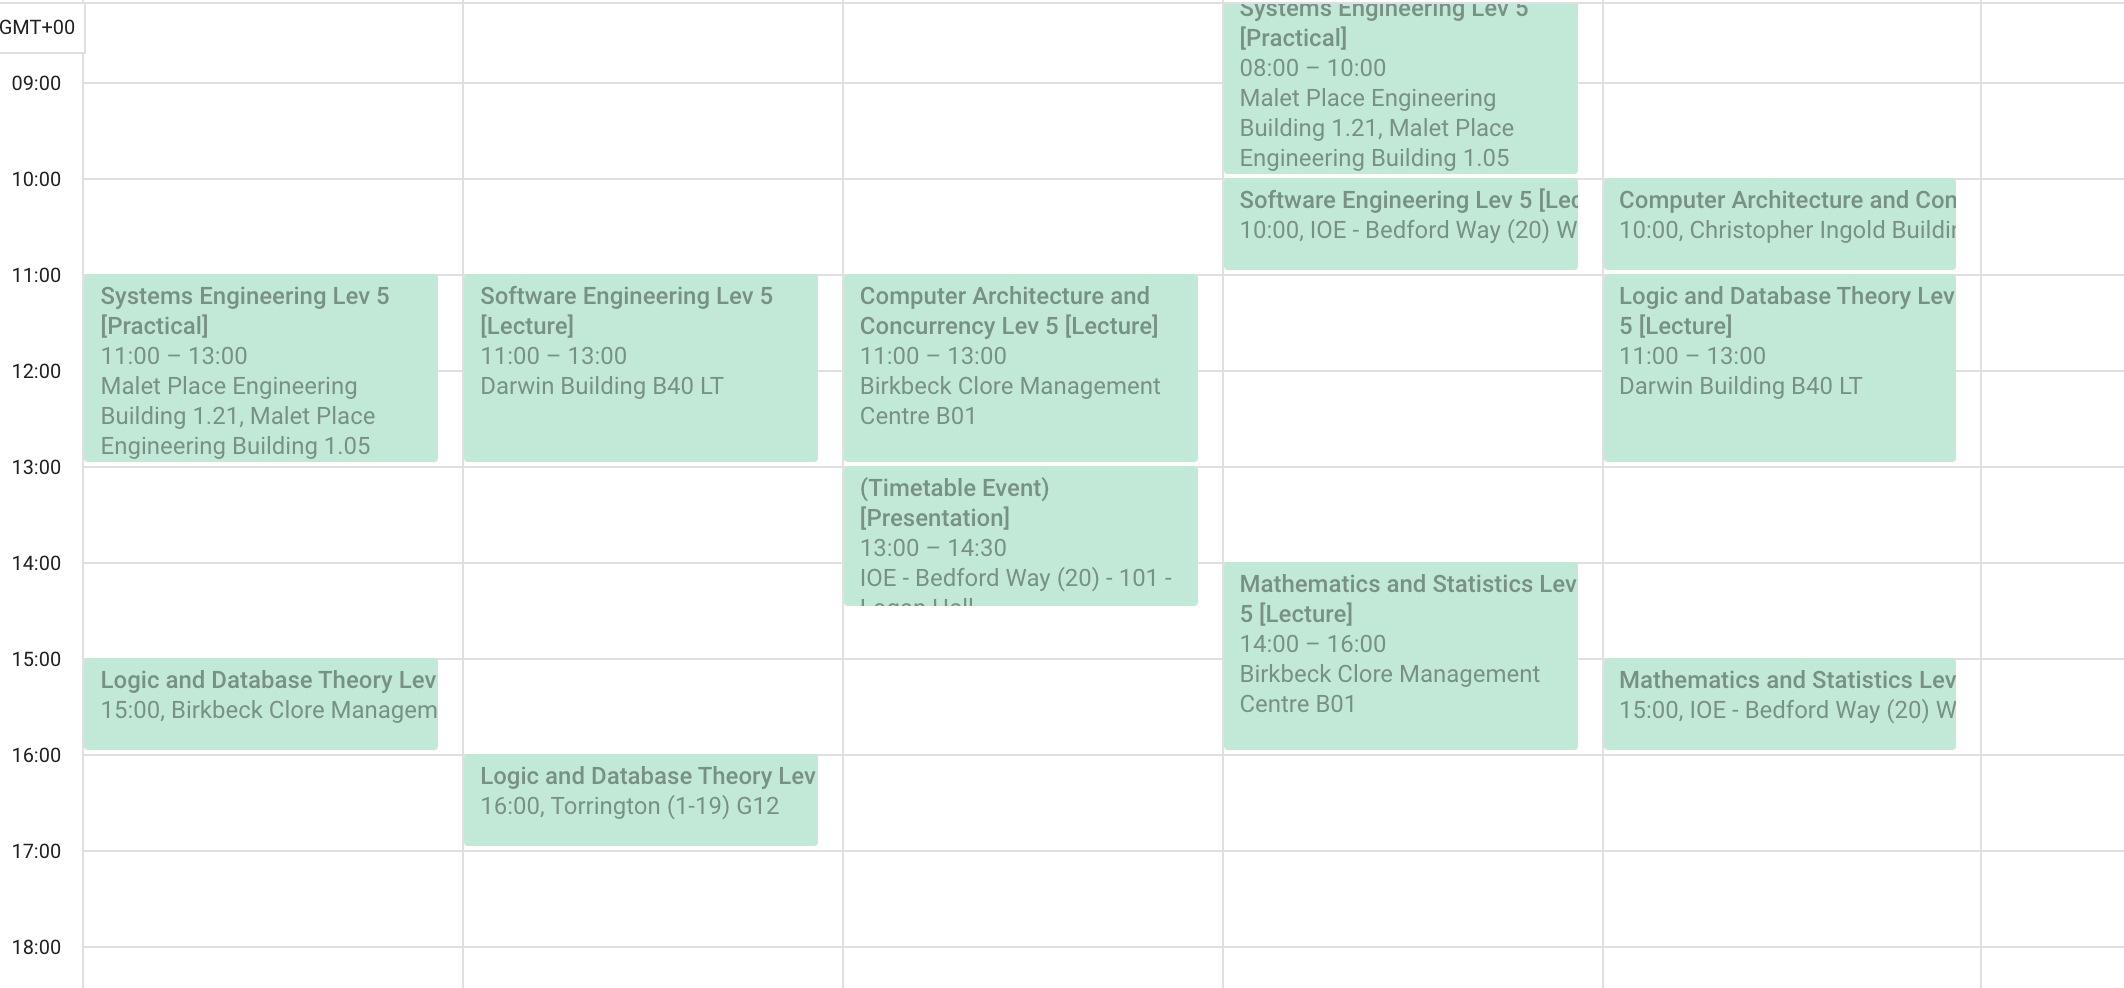 GMT+00
09:00
10:00
11:00
12:00
13:00
14:00
15:00
16:00
17:00
18:00
Systems Engineering Lev 5
[Practical]
11:00 – 13:00
Malet Place Engineering
Building 1.21, Malet Place
Engineering Building 1.05
Logic and Database Theory Lev
15:00, Birkbeck Clore Managem
Software Engineering Lev 5
[Lecture]
11:00 – 13:00
Darwin Building B40 LT
Logic and Database Theory Lev
16:00, Torrington (1-19) G12
Computer Architecture and
Concurrency Lev 5 [Lecture]
11:00 – 13:00
Birkbeck Clore Management
Centre B01
(Timetable Event)
[Presentation]
13:00 – 14:30
IOE - Bedford Way (20) - 101 -
Logan Hall
Systems Engineering Lev 5
[Practical]
08:00 – 10:00
Malet Place Engineering
Building 1.21, Malet Place
Engineering Building 1.05
Software Engineering Lev 5 [Lec
10:00, IOE - Bedford Way (20) W
Mathematics and Statistics Lev
5 [Lecture]
14:00 – 16:00
Birkbeck Clore Management
Centre B01
Computer Architecture and Con
10:00, Christopher Ingold Buildin
Logic and Database Theory Lev
5 [Lecture]
11:00 – 13:00
Darwin Building B40 LT
Mathematics and Statistics Lev
15:00, IOE - Bedford Way (20) W